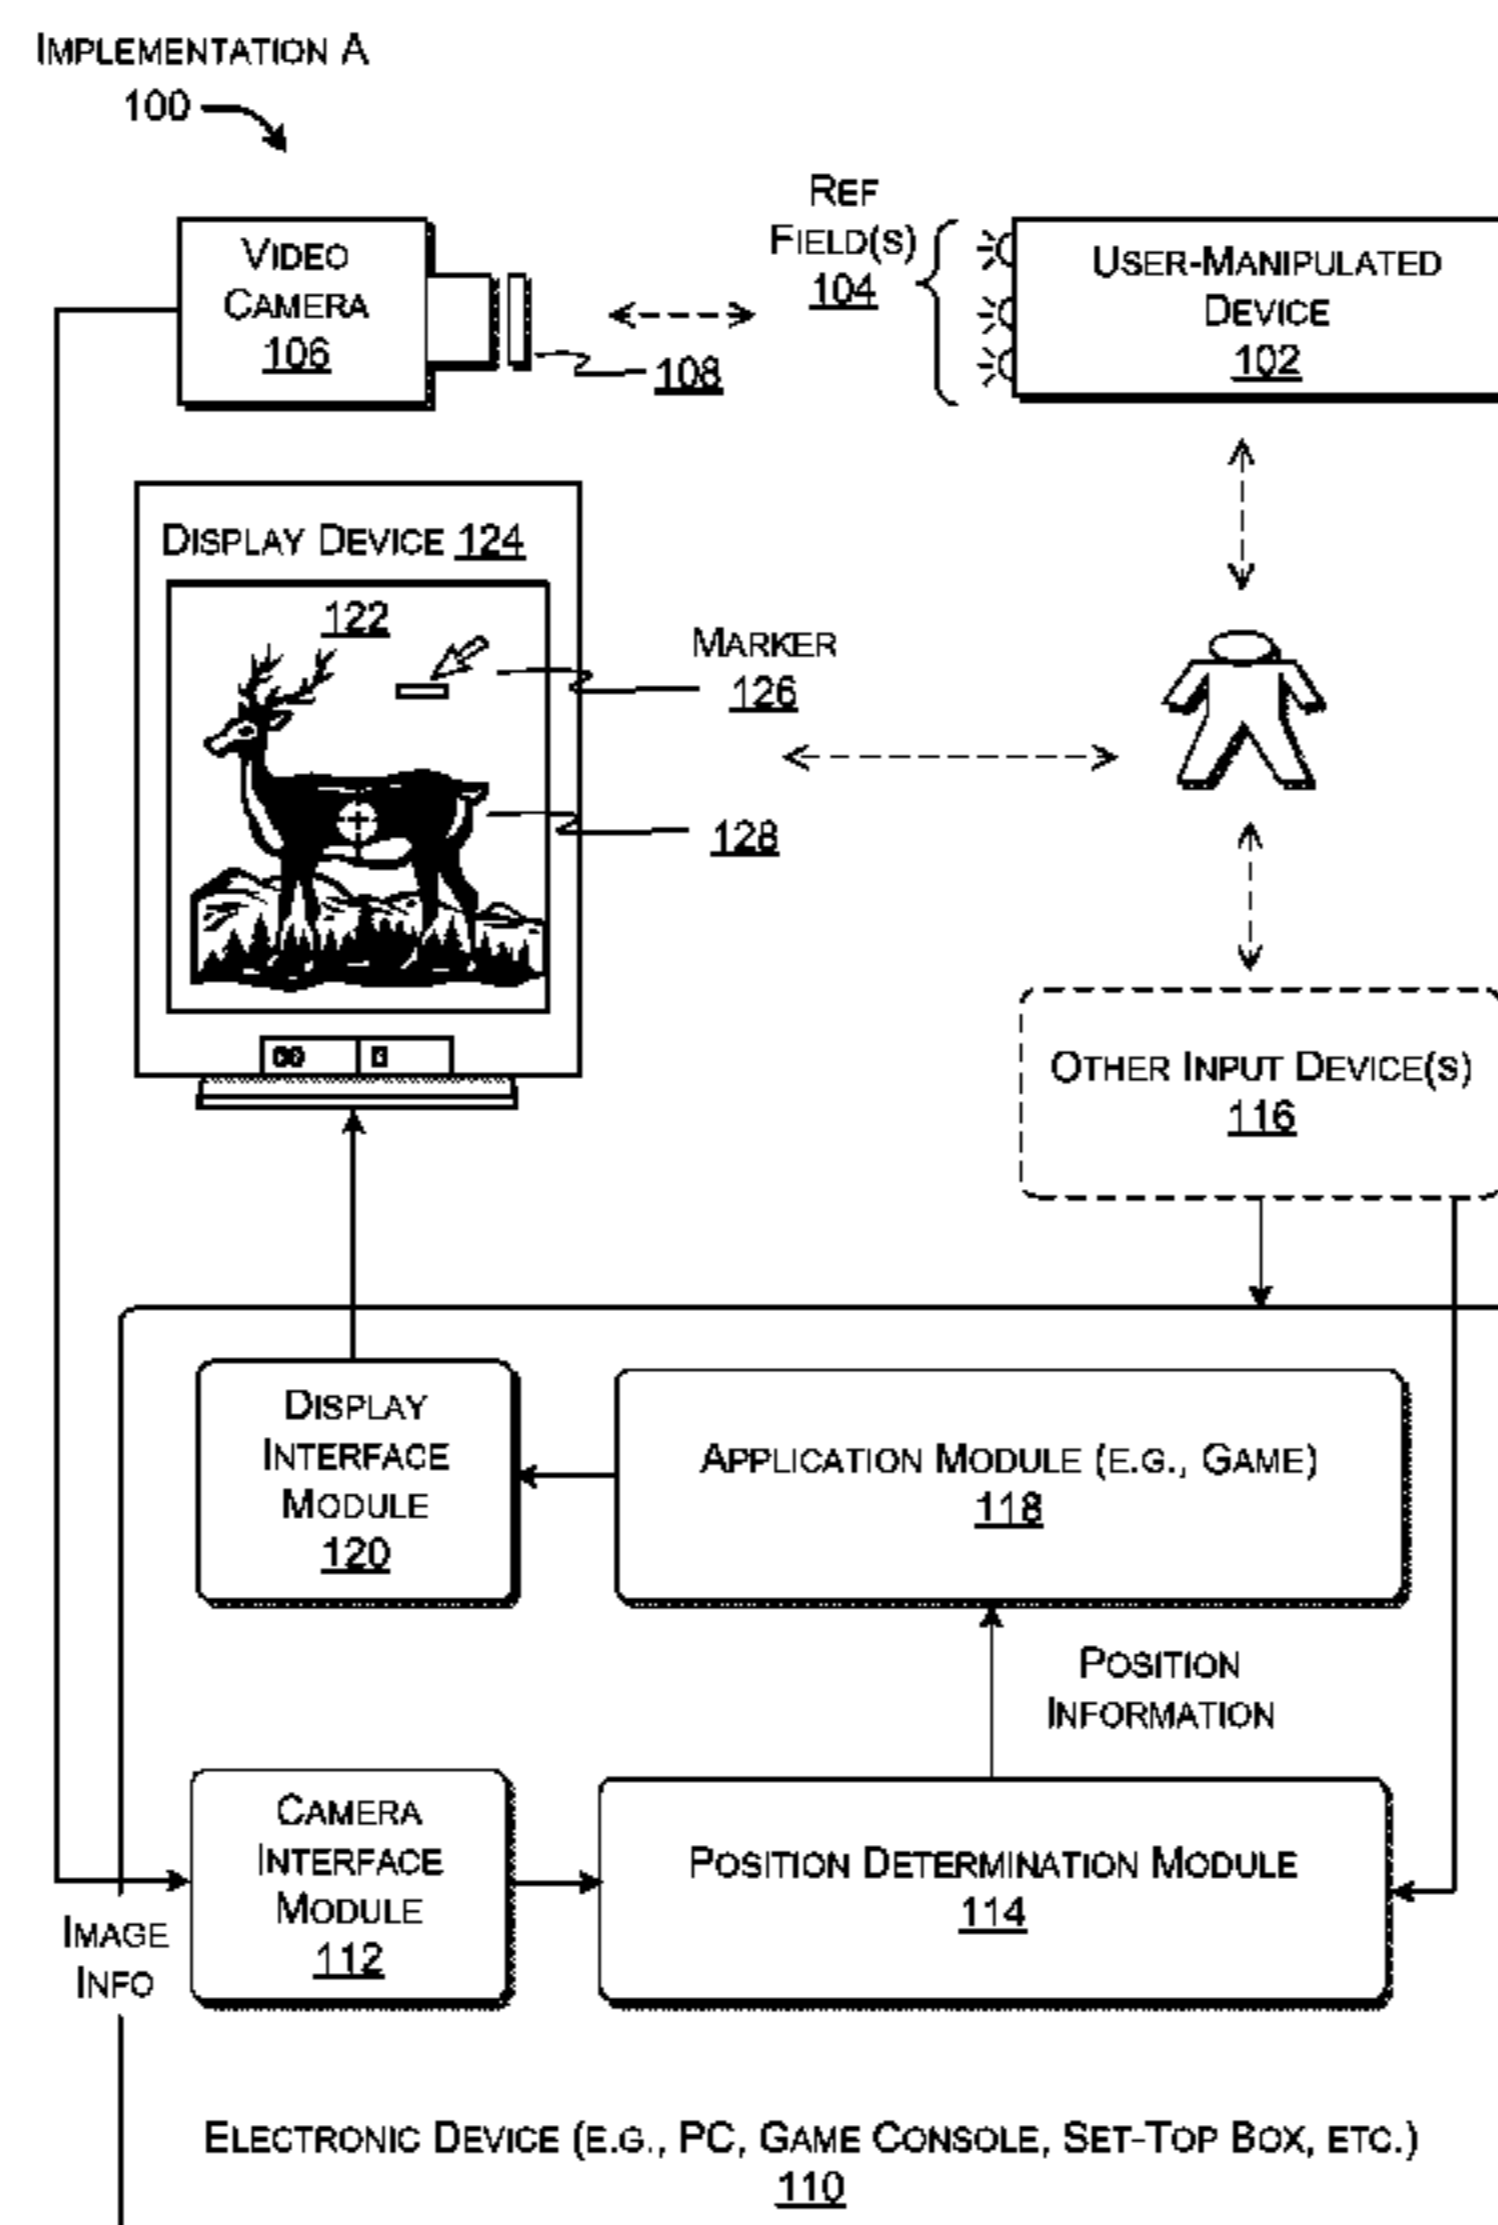 IMPLEMENTATION A
100
VIDEO
CAMERA
106
108
REF
FIELD(S)
104
USER-MANIPULATED
DEVICE
102
DISPLAY DEVICE 124
122
MARKER
126
128
OTHER INPUT DEVICE(S)
116
DISPLAY
INTERFACE
MODULE
120
APPLICATION MODULE (E.G., GAME)
118
POSITION
INFORMATION
CAMERA
INTERFACE
MODULE
112
POSITION DETERMINATION MODULE
114
IMAGE
INFO
ELECTRONIC DEVICE (E.G., PC, GAME CONSOLE, SET-TOP BOX, ETC.)
110